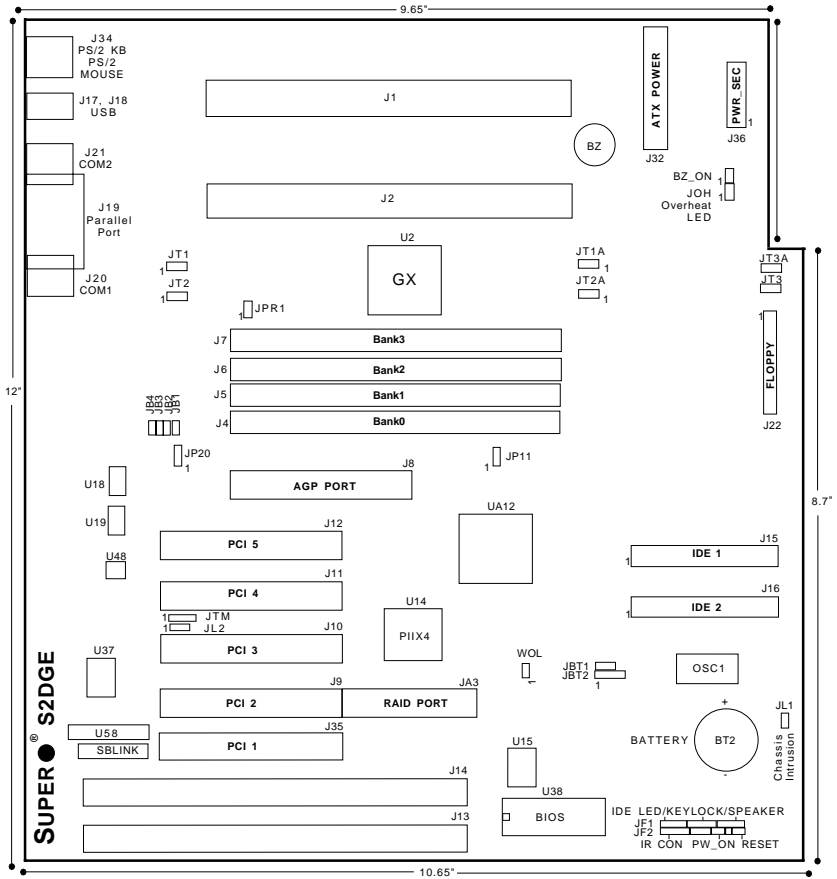 9.65"
J34
PS/2 KB
PS/2
MOUSE
J17, J18
USB
J21
COM2
J19
Parallel
Port
J20
COM1
J1
J2
BZ
ATX POWER
J32
PWR_SEC
1
J36
BZ_ON
1
JOH
1
Overheat
LED
U2
GX
JT1
1
JT2
1
JT1A
1
JT2A
1
JT3A
JT3
JPR1
1
J7
Bank3
J6
Bank2
J5
Bank1
J4
Bank0
1
FLOPPY
J22
12"
8.7"
JB4
JB3
JB2
JB1
JP20
1
JP11
1
J8
AGP PORT
U18
U19
U48
UA12
J12
PCI 5
J11
PCI 4
1
JTM
1
JL2
J10
PCI 3
U14
PIIX4
J15
IDE 1
1
J16
IDE 2
1
WOL
1
JBT1
JBT2
1
OSC1
U37
J9
PCI 2
JA3
RAID PORT
J35
PCI 1
U58
SBLINK
BATTERY
+
BT2
-
JL1
Chassis
Intrusion
U15
J14
J13
U38
BIOS
IDE LED/KEYLOCK/SPEAKER
JF1
JF2
IR CON PW_ON RESET
SUPER ® S2DGE
10.65"